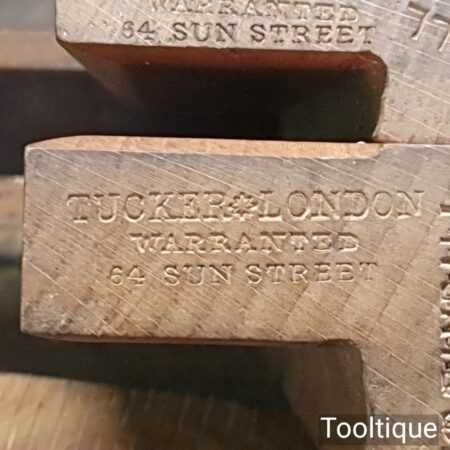 WARRANTED
64 SUN STREET
TUCKER*LONDON
WARRANTED
64 SUN STREET
Tooltique